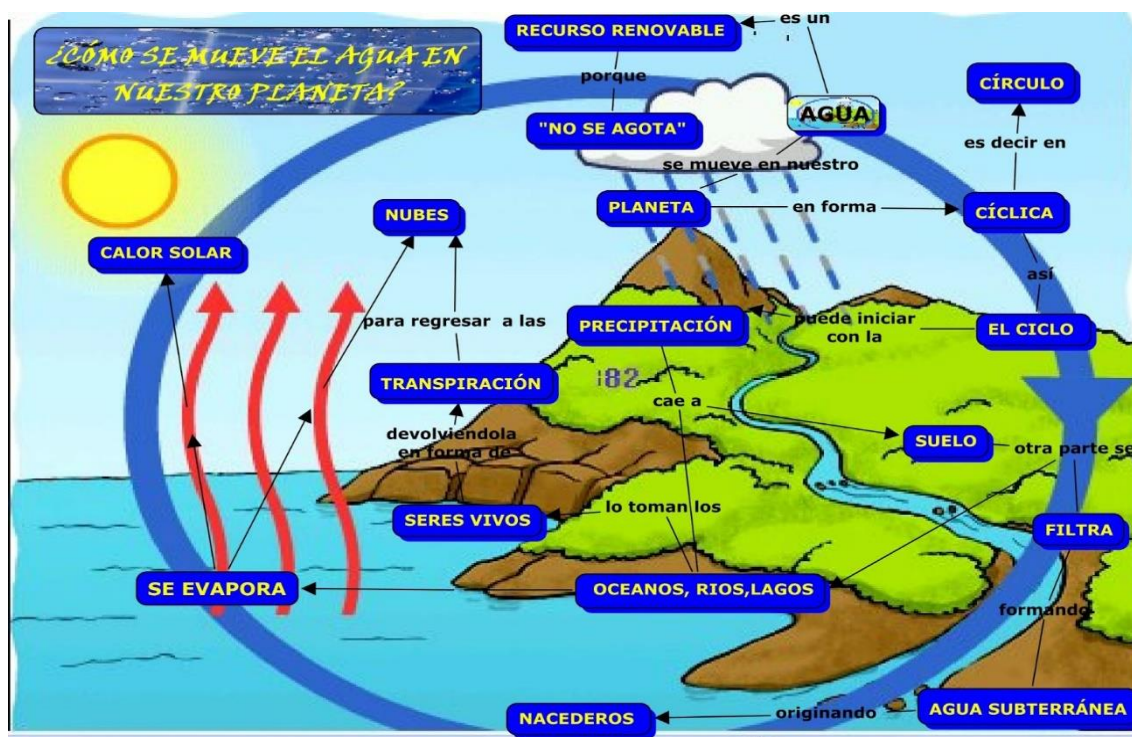 ¿CÓMO SE MUEVE EL AGUA EN
NUESTRO PLANETA?
RECURSO RENOVABLE
es un
porque
"NO SE AGOTA"
AGUA
CÍRCULO
es decir en
se mueve en nuestro
PLANETA
en forma
CÍCLICA
NUBES
CALOR SOLAR
así
para regresar a las
PRECIPITACIÓN
puede iniciar
con la
EL CICLO
TRANSPIRACIÓN
182
cae a
devolviendola
en forma de
SUELO
otra parte se
SERES VIVOS
lo toman los
FILTRA
SE EVAPORA
OCEANOS, RIOS,LAGOS
formando
NACEDEROS
originando
AGUA SUBTERRÁNEA